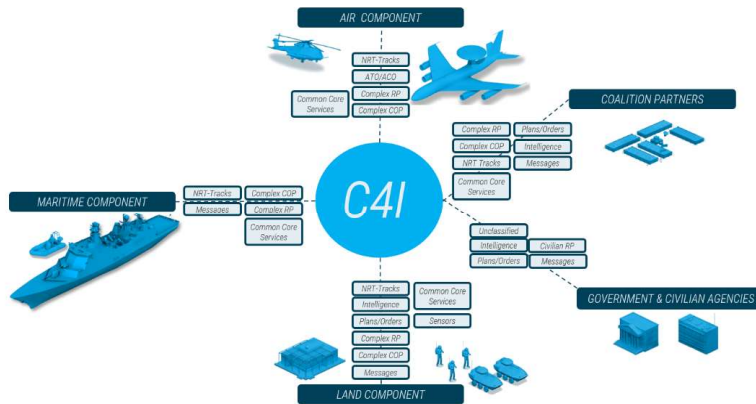 AIR COMPONENT
NRT-Tracks
ATO/ACO
Common Core
Services
Complex RP
Complex COP
COALITION PARTNERS
Complex RP
Plans/Orders
Complex COP
Intelligence
NRT Tracks
Messages
Common Core
Services
C4I
MARITIME COMPONENT
NRT-Tracks
Complex COP
Messages
Complex RP
Common Core
Services
Unclassified
Intelligence
Civilian RP
Plans/Orders
Messages
GOVERNMENT & CIVILIAN AGENCIES
NRT-Tracks
Common Core
Services
Intelligence
Plans/Orders
Sensors
Complex RP
Complex COP
Messages
LAND COMPONENT